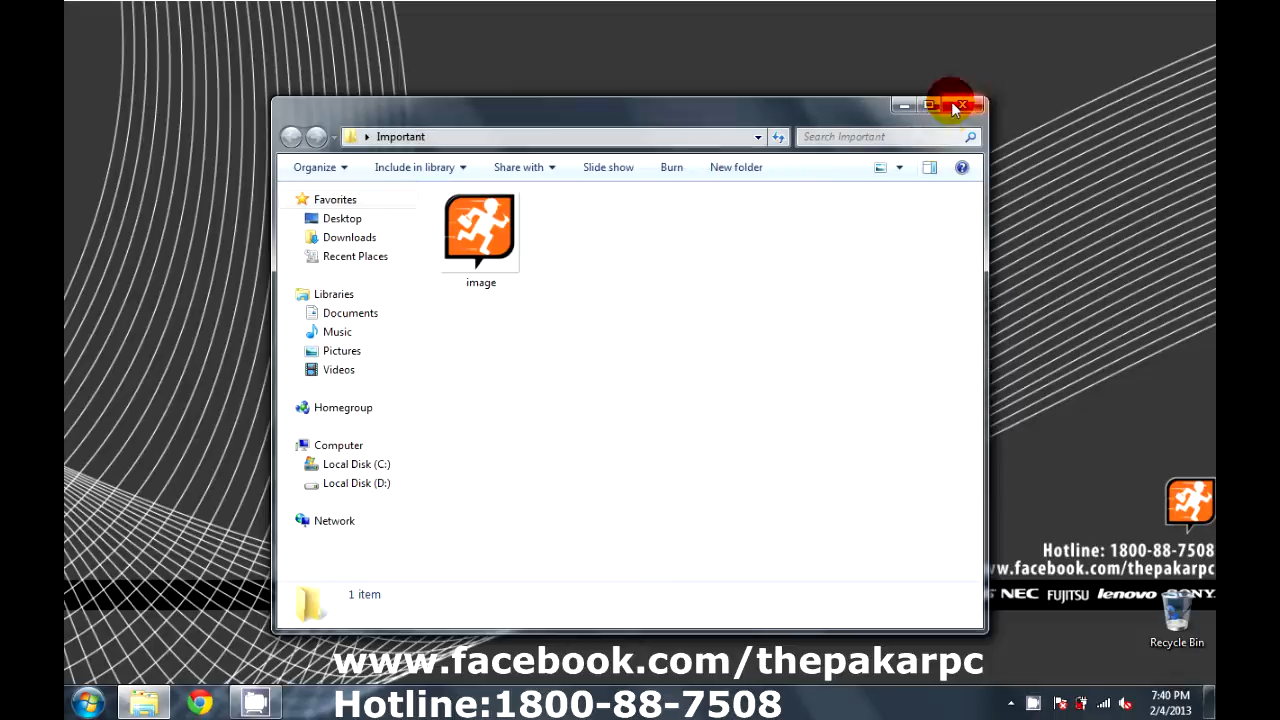 Important
Search Important
Organize Include in library Share with Slide show Burn New folder
Favorites
Desktop
Downloads
Recent Places
Libraries
Documents
Music
Pictures
Videos
Homegroup
Computer
Local Disk (C:)
Local Disk (D:)
Network
image
1 item
Hotline: 1800-88-7508
www.facebook.com/thepakarpc
NEC FUJITSU lenovo SONY
Recycle Bin
www.facebook.com/thepakarpc
Hotline:1800-88-7508
7:40 PM
2/4/2013